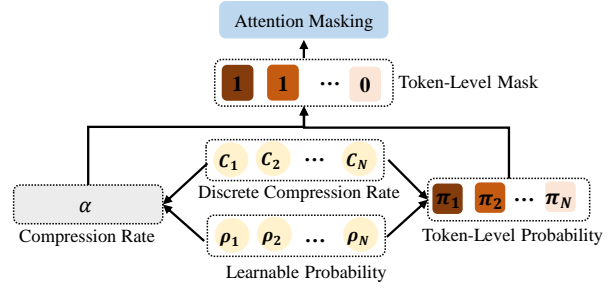 Attention Masking
1 1 ... 0
Token-Level Mask
C1 C2 ... CN
Discrete Compression Rate
α
Compression Rate
π1 π2 ... πN
Token-Level Probability
ρ1 ρ2 ... ρN
Learnable Probability